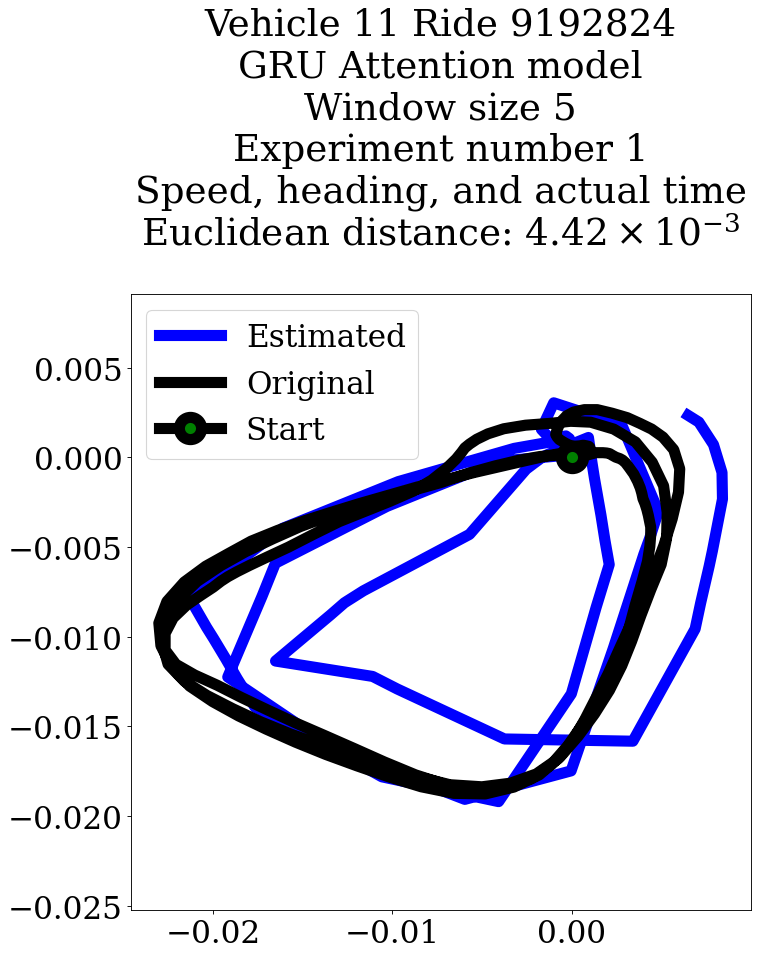 Vehicle 11 Ride 9192824
GRU Attention model
Window size 5
Experiment number 1
Speed, heading, and actual time
Euclidean distance: 4.42 × 10⁻³
Estimated
Original
Start
0.005
0.000
−0.005
−0.010
−0.015
−0.020
−0.025
−0.02
−0.01
0.00